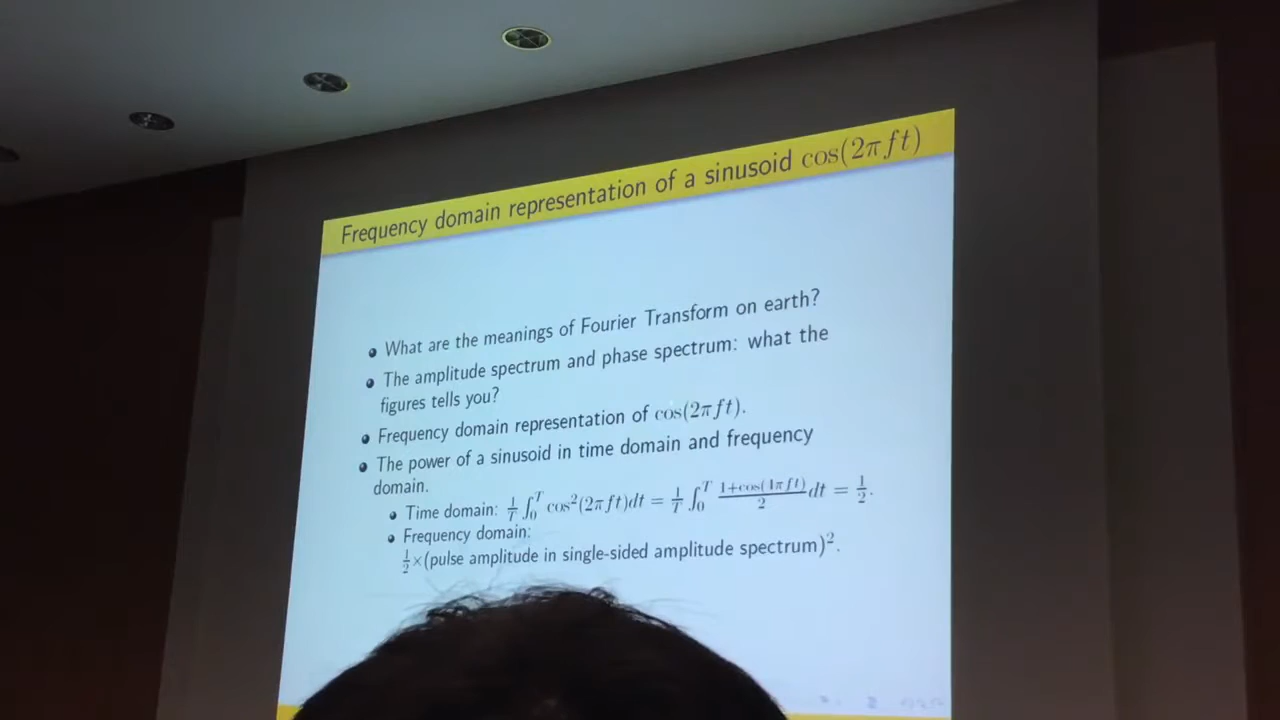 Frequency domain representation of a sinusoid cos(2πft)
• What are the meanings of Fourier Transform on earth?
• The amplitude spectrum and phase spectrum: what the
figures tells you?
• Frequency domain representation of cos(2πft).
• The power of a sinusoid in time domain and frequency
domain.
• Time domain: 1/T ∫₀ᵀ cos²(2πft)dt = 1/T ∫₀ᵀ (1+cos(4πft))/2 dt = 1/2.
• Frequency domain:
1/2 ×(pulse amplitude in single-sided amplitude spectrum)².